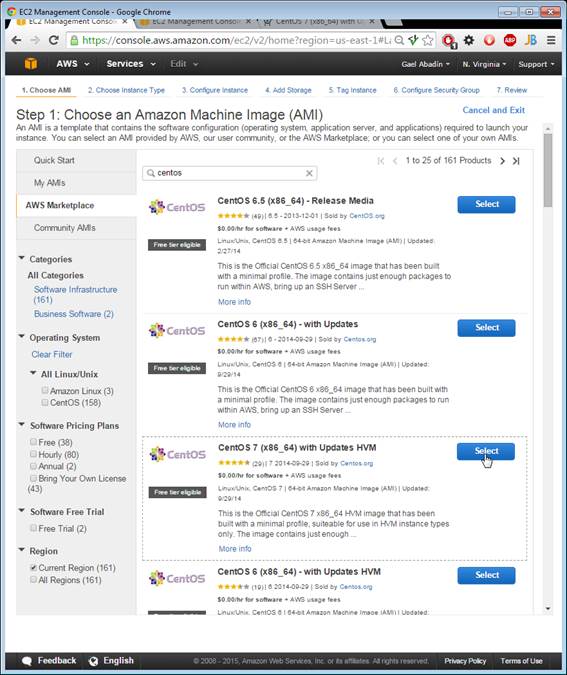 EC2 Management Console - Google Chrome
EC2 Management Con
EC2 Management Con
CentOS 7 (x86_64) with U
https://console.aws.amazon.com/ec2/v2/home?region=us-east-1#La
AWS Services Edit Gael Abadín N. Virginia Support
1. Choose AMI 2. Choose Instance Type 3. Configure Instance 4. Add Storage 5. Tag Instance 6. Configure Security Group 7. Review
Step 1: Choose an Amazon Machine Image (AMI)
Cancel and Exit
An AMI is a template that contains the software configuration (operating system, application server, and applications) required to launch your
instance. You can select an AMI provided by AWS, our user community, or the AWS Marketplace; or you can select one of your own AMIs.
Quick Start
My AMIs
AWS Marketplace
Community AMIs
Categories
All Categories
Software Infrastructure
(161)
Business Software (2)
Operating System
Clear Filter
All Linux/Unix
Amazon Linux (3)
CentOS (158)
Software Pricing Plans
Free (38)
Hourly (80)
Annual (2)
Bring Your Own License
(43)
Software Free Trial
Free Trial (2)
Region
Current Region (161)
All Regions (161)
centos
1 to 25 of 161 Products
CentOS
Free tier eligible
CentOS 6.5 (x86_64) - Release Media
(49) | 6.5 - 2013-12-01 | Sold by CentOS.org
$0.00/hr for software + AWS usage fees
Linux/Unix, CentOS 6.5 | 64-bit Amazon Machine Image (AMI) | Updated:
2/27/14
This is the Official CentOS 6.5 x86_64 image that has been built
with a minimal profile. The image contains just enough packages to
run within AWS, bring up an SSH Server ...
More info
Select
CentOS
Free tier eligible
CentOS 6 (x86_64) - with Updates
(67) | 6 - 2014-09-29 | Sold by Centos.org
$0.00/hr for software + AWS usage fees
Linux/Unix, CentOS 6 | 64-bit Amazon Machine Image (AMI) | Updated:
9/29/14
This is the Official CentOS 6 x86_64 image that has been built
with a minimal profile. The image contains just enough packages to
run within AWS, bring up an SSH Server ...
More info
Select
CentOS
Free tier eligible
CentOS 7 (x86_64) with Updates HVM
(29) | 7 2014-09-29 | Sold by Centos.org
$0.00/hr for software + AWS usage fees
Linux/Unix, CentOS 7 | 64-bit Amazon Machine Image (AMI) | Updated:
9/29/14
This is the Official CentOS 7 x86_64 HVM image that has been
built with a minimal profile, suiteable for use in HVM instance types
only. The image contains just enough ...
More info
Select
CentOS
Free tier eligible
CentOS 6 (x86_64) - with Updates HVM
(19) | 6 2014-09-29 | Sold by Centos.org
$0.00/hr for software + AWS usage fees
Linux/Unix, CentOS 6 | 64-bit Amazon Machine Image (AMI) | Updated:
Select
Feedback English © 2008 - 2015, Amazon Web Services, Inc. or its affiliates. All rights reserved. Privacy Policy Terms of Use